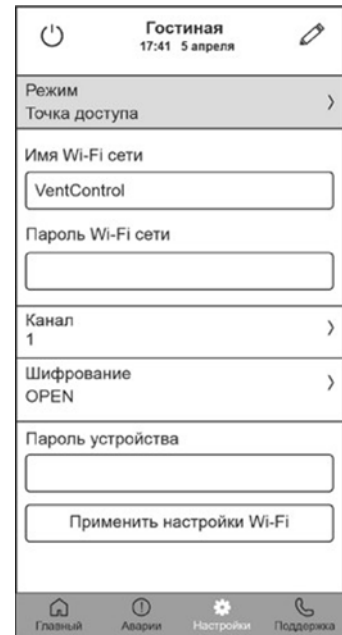 Гостиная
17:41 5 апреля
Режим
Точка доступа
Имя Wi-Fi сети
VentControl
Пароль Wi-Fi сети
Канал
1
Шифрование
OPEN
Пароль устройства
Применить настройки Wi-Fi
Главный Аварии Настройки Поддержка